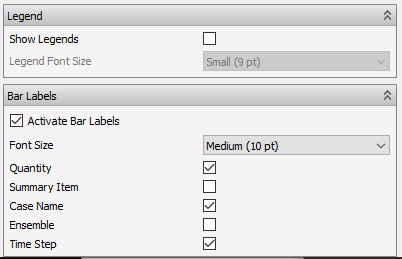 Legend
Show Legends
Legend Font Size Small (9 pt)
Bar Labels
Activate Bar Labels
Font Size Medium (10 pt)
Quantity
Summary Item
Case Name
Ensemble
Time Step